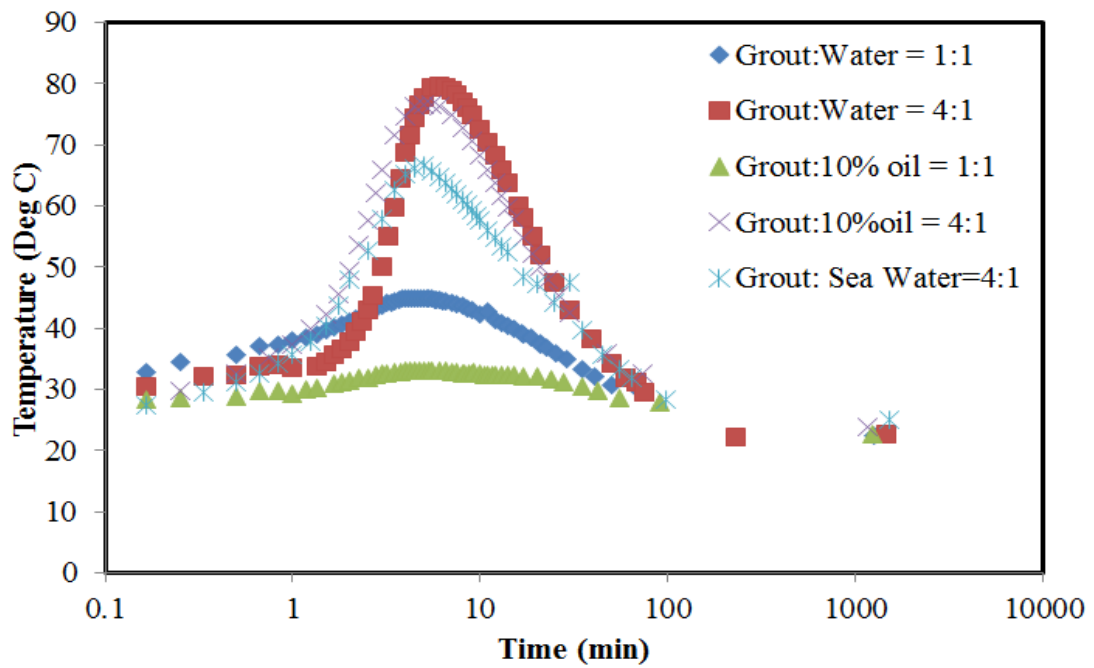 90
80
70
60
50
40
30
20
10
0
Temperature (Deg C)
Grout:Water = 1:1
Grout:Water = 4:1
Grout:10% oil = 1:1
Grout:10%oil = 4:1
Grout: Sea Water=4:1
0.1 1 10 100 1000 10000
Time (min)